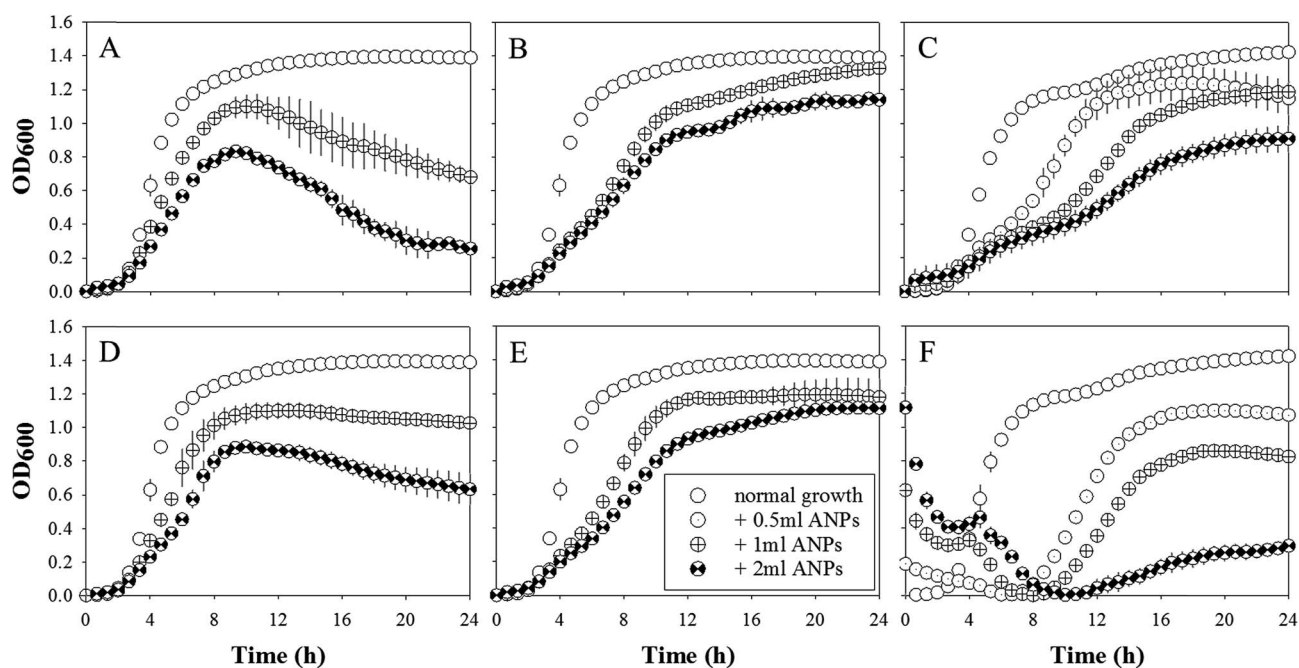 A
B
C
OD600
1.6
1.4
1.2
1.0
0.8
0.6
0.4
0.2
0.0
D
E
F
OD600
1.6
1.4
1.2
1.0
0.8
0.6
0.4
0.2
0.0
normal growth
+ 0.5ml ANPs
+ 1ml ANPs
+ 2ml ANPs
0 4 8 12 16 20 24 0 4 8 12 16 20 24 0 4 8 12 16 20 24
Time (h) Time (h) Time (h)